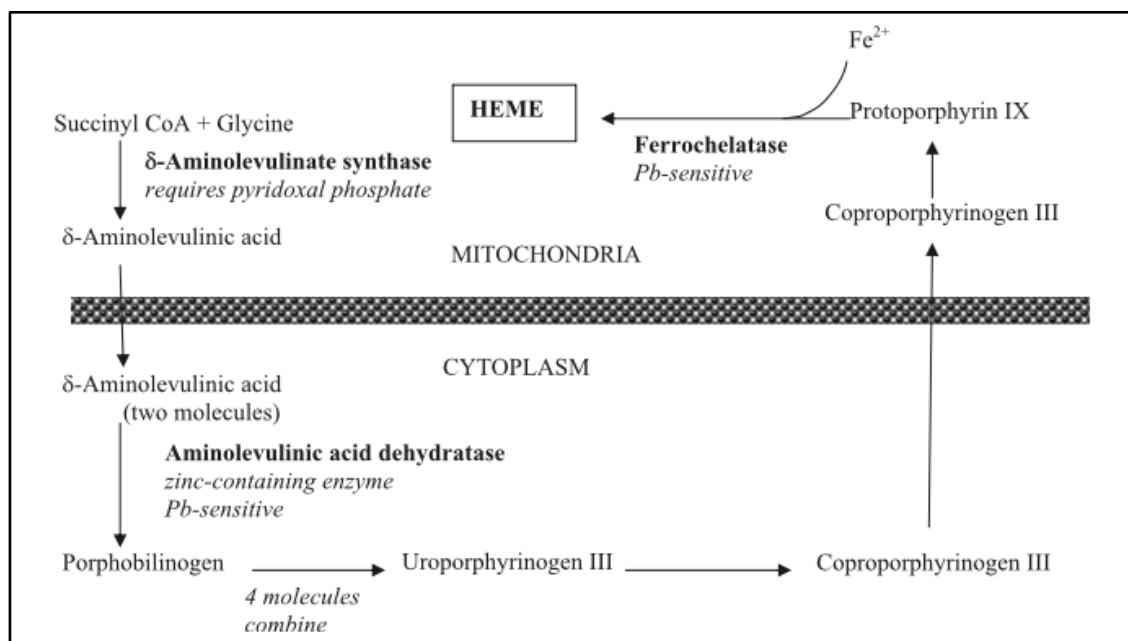 Fe²⁺
HEME
Protoporphyrin IX
Succinyl CoA + Glycine
Ferrochelatase
Pb-sensitive
δ-Aminolevulinate synthase
requires pyridoxal phosphate
Coproporphyrinogen III
δ-Aminolevulinic acid
MITOCHONDRIA
CYTOPLASM
δ-Aminolevulinic acid
(two molecules)
Aminolevulinic acid dehydratase
zinc-containing enzyme
Pb-sensitive
Porphobilinogen
Uroporphyrinogen III
Coproporphyrinogen III
4 molecules
combine